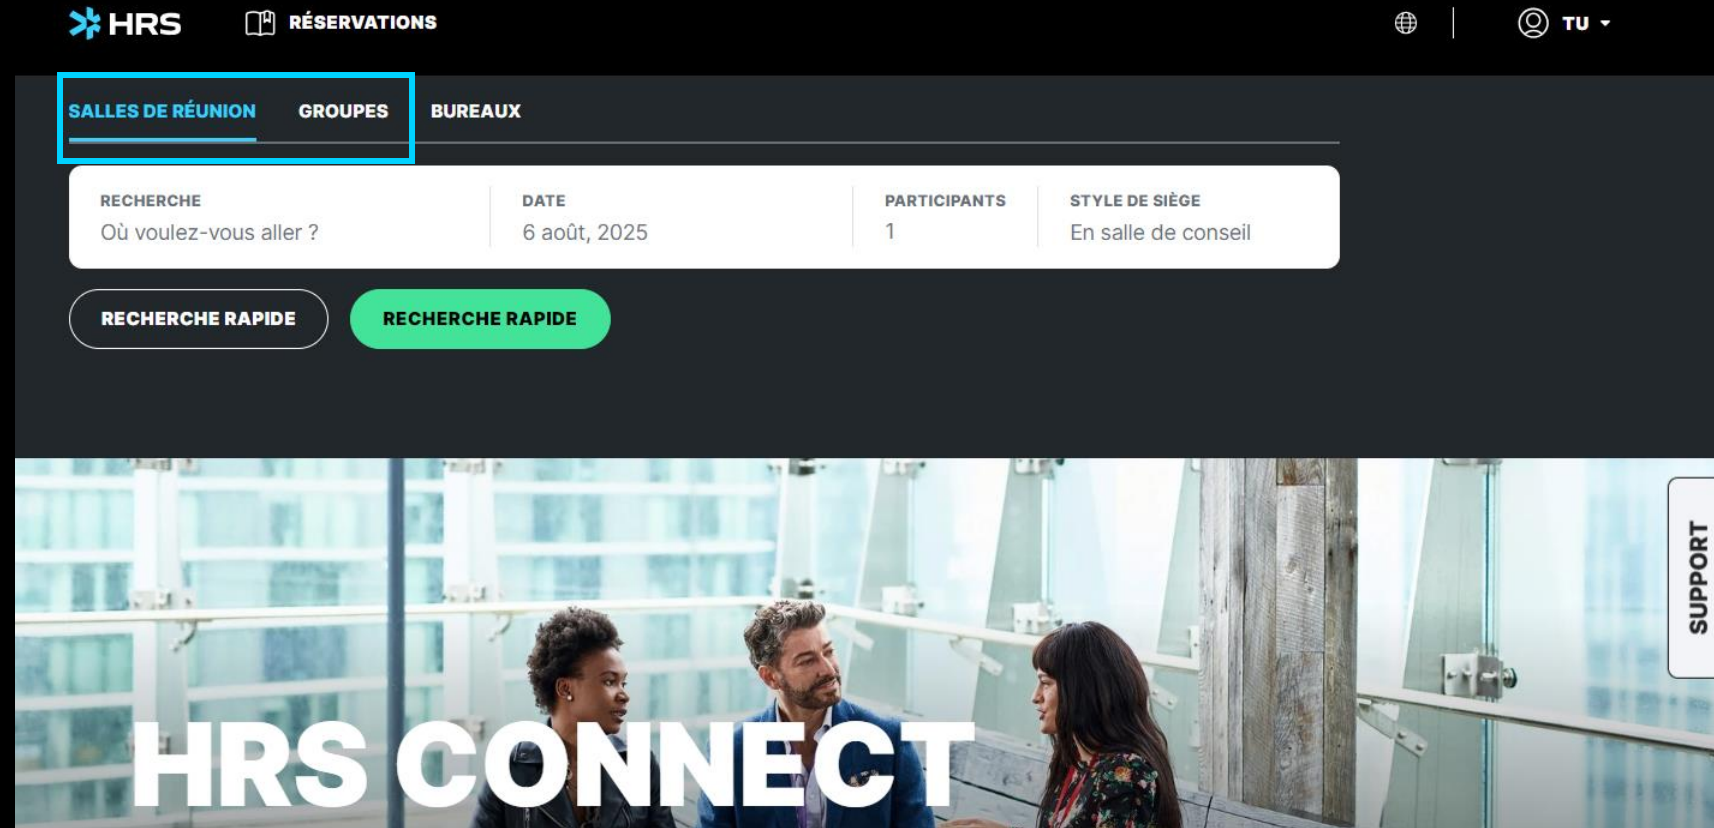 HRS RÉSERVATIONS TU
SALLES DE RÉUNION GROUPES BUREAUX
RECHERCHE DATE PARTICIPANTS STYLE DE SIÈGE
Où voulez-vous aller ? 6 août, 2025 1 En salle de conseil
RECHERCHE RAPIDE RECHERCHE RAPIDE
SUPPORT
HRS CONNECT